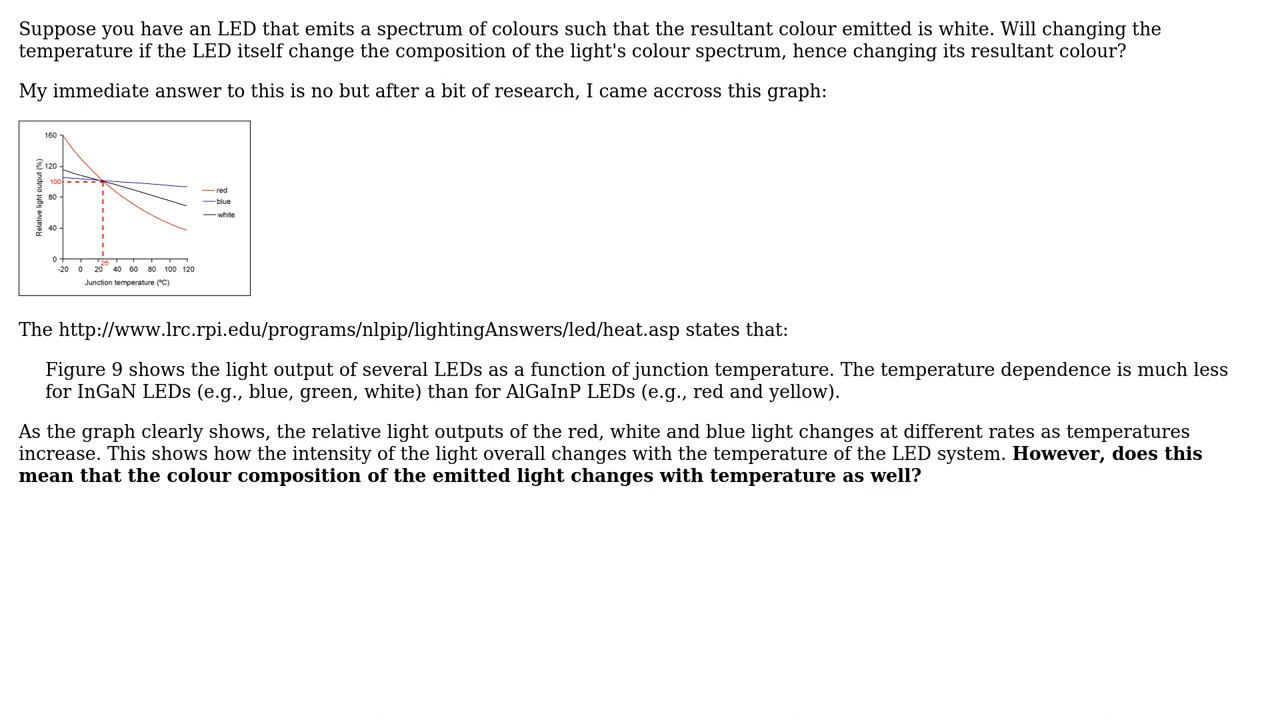 Suppose you have an LED that emits a spectrum of colours such that the resultant colour emitted is white. Will changing the
temperature if the LED itself change the composition of the light's colour spectrum, hence changing its resultant colour?
My immediate answer to this is no but after a bit of research, I came accross this graph:
160
120
100
80
40
0
Relative light output (%)
-20 0 20 25 40 60 80 100 120
Junction temperature (ºC)
red
blue
white
The http://www.lrc.rpi.edu/programs/nlpip/lightingAnswers/led/heat.asp states that:
Figure 9 shows the light output of several LEDs as a function of junction temperature. The temperature dependence is much less
for InGaN LEDs (e.g., blue, green, white) than for AlGaInP LEDs (e.g., red and yellow).
As the graph clearly shows, the relative light outputs of the red, white and blue light changes at different rates as temperatures
increase. This shows how the intensity of the light overall changes with the temperature of the LED system. However, does this
mean that the colour composition of the emitted light changes with temperature as well?